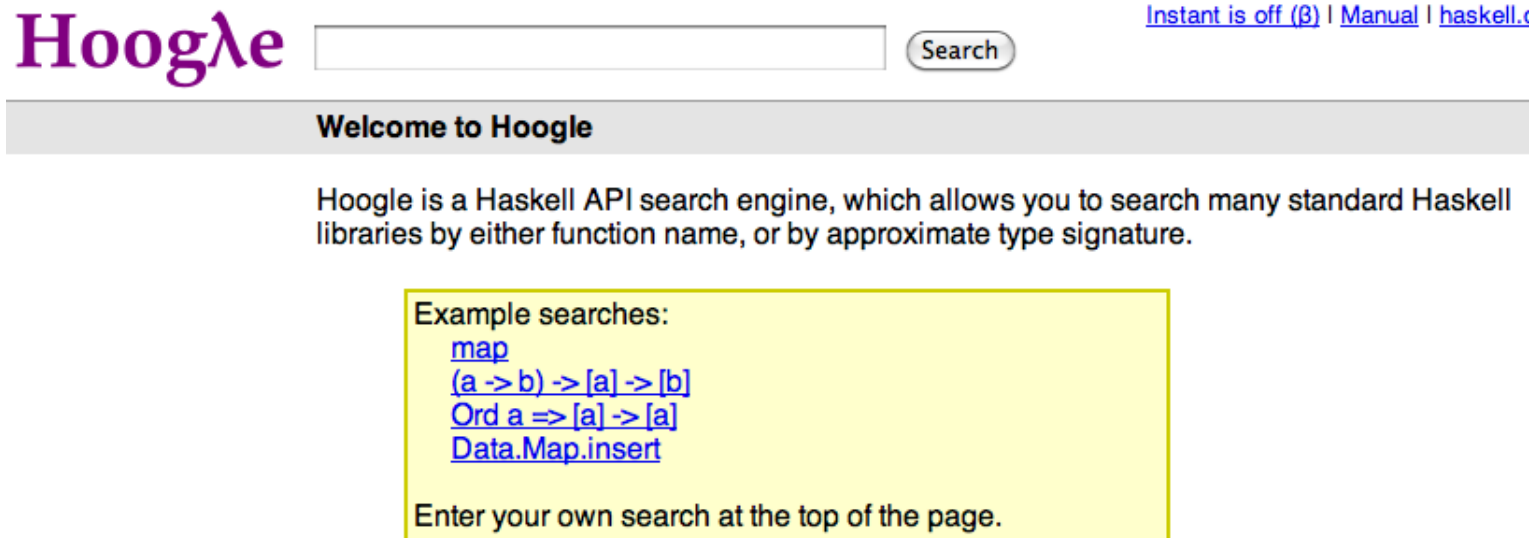 Hoogλe
Search
Instant is off (β) | Manual | haskell.
Welcome to Hoogle
Hoogle is a Haskell API search engine, which allows you to search many standard Haskell
libraries by either function name, or by approximate type signature.
Example searches:
map
(a -> b) -> [a] -> [b]
Ord a => [a] -> [a]
Data.Map.insert
Enter your own search at the top of the page.